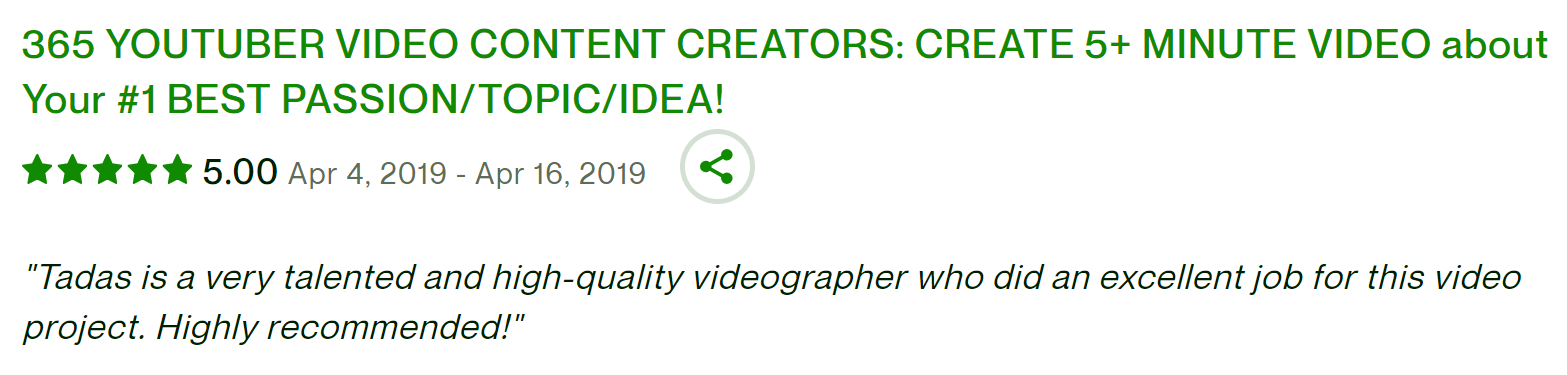 365 YOUTUBER VIDEO CONTENT CREATORS: CREATE 5+ MINUTE VIDEO about
Your #1 BEST PASSION/TOPIC/IDEA!
5.00 Apr 4, 2019 - Apr 16, 2019
"Tadas is a very talented and high-quality videographer who did an excellent job for this video
project. Highly recommended!"